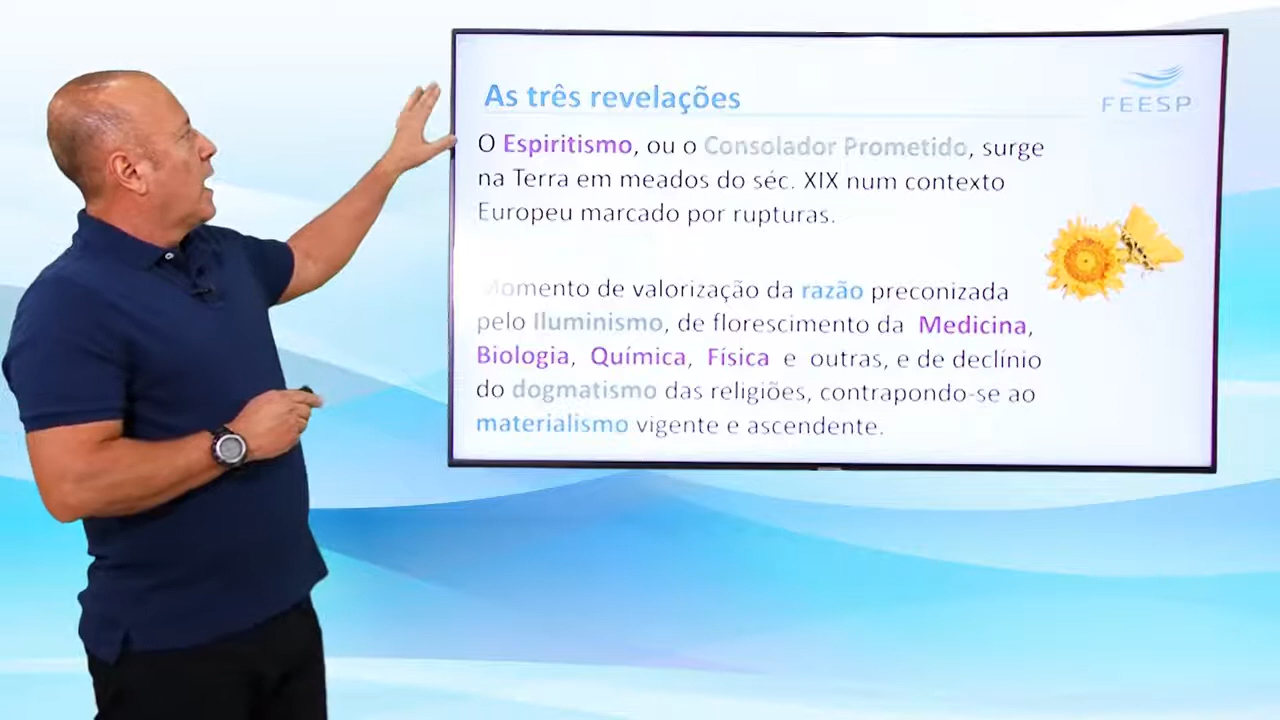 As três revelações
FEESP
O Espiritismo, ou o Consolador Prometido, surge
na Terra em meados do séc. XIX num contexto
Europeu marcado por rupturas.
Momento de valorização da razão preconizada
pelo Iluminismo, de florescimento da Medicina,
Biologia, Química, Física e outras, e de declínio
do dogmatismo das religiões, contrapondo-se ao
materialismo vigente e ascendente.